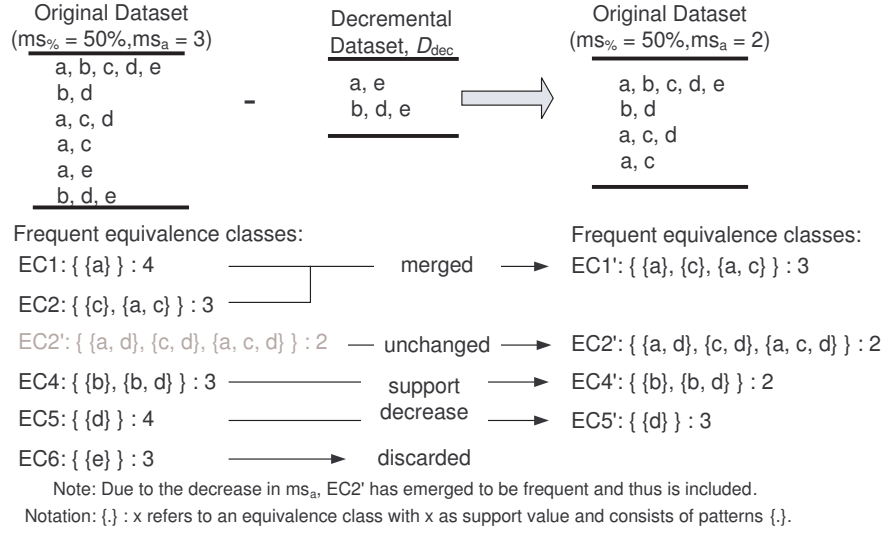 Original Dataset
(ms% = 50%,msa = 3)
a, b, c, d, e
b, d
a, c, d
a, c
a, e
b, d, e
-
Decremental
Dataset, Ddec
a, e
b, d, e
Original Dataset
(ms% = 50%,msa = 2)
a, b, c, d, e
b, d
a, c, d
a, c
Frequent equivalence classes:
Frequent equivalence classes:
EC1: { {a} } : 4
merged
EC1': { {a}, {c}, {a, c} } : 3
EC2: { {c}, {a, c} } : 3
EC2': { {a, d}, {c, d}, {a, c, d} } : 2
unchanged
EC2': { {a, d}, {c, d}, {a, c, d} } : 2
EC4: { {b}, {b, d} } : 3
support
decrease
EC4': { {b}, {b, d} } : 2
EC5: { {d} } : 4
EC5': { {d} } : 3
EC6: { {e} } : 3
discarded
Note: Due to the decrease in msa, EC2' has emerged to be frequent and thus is included.
Notation: {.} : x refers to an equivalence class with x as support value and consists of patterns {.}.